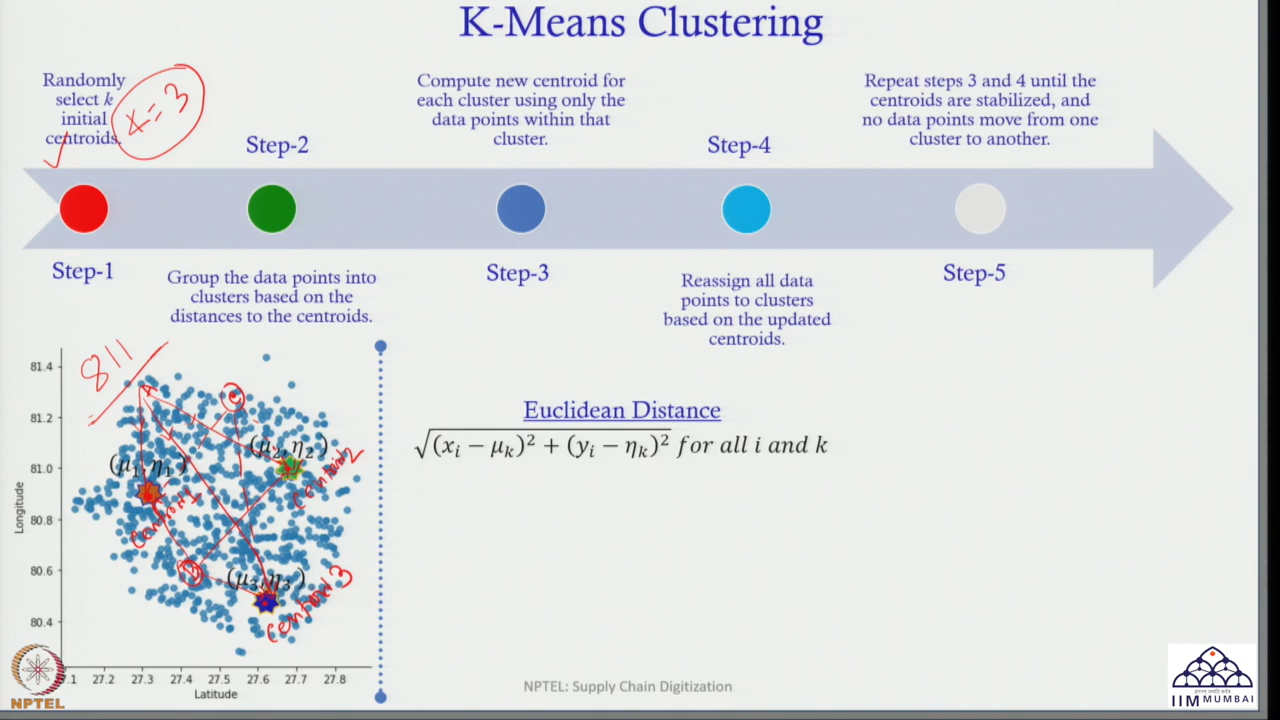 K-Means Clustering
Randomly
select k
initial
centroids.
K=3
Step-1
Step-2
Group the data points into
clusters based on the
distances to the centroids.
Compute new centroid for
each cluster using only the
data points within that
cluster.
Step-3
Step-4
Reassign all data
points to clusters
based on the updated
centroids.
Repeat steps 3 and 4 until the
centroids are stabilized, and
no data points move from one
cluster to another.
Step-5
811
81.4
81.2
81.0
80.8
80.6
80.4
Longitude
A
C
B
(μ₁,η₁)
Centroid 1
(μ₂,η₂)
Centroid 2
(μ₃,η₃)
Centroid 3
27.2 27.3 27.4 27.5 27.6 27.7 27.8
Latitude
Euclidean Distance
√(xᵢ − μₖ)² + (yᵢ − ηₖ)² for all i and k
NPTEL
NPTEL: Supply Chain Digitization
IIM MUMBAI